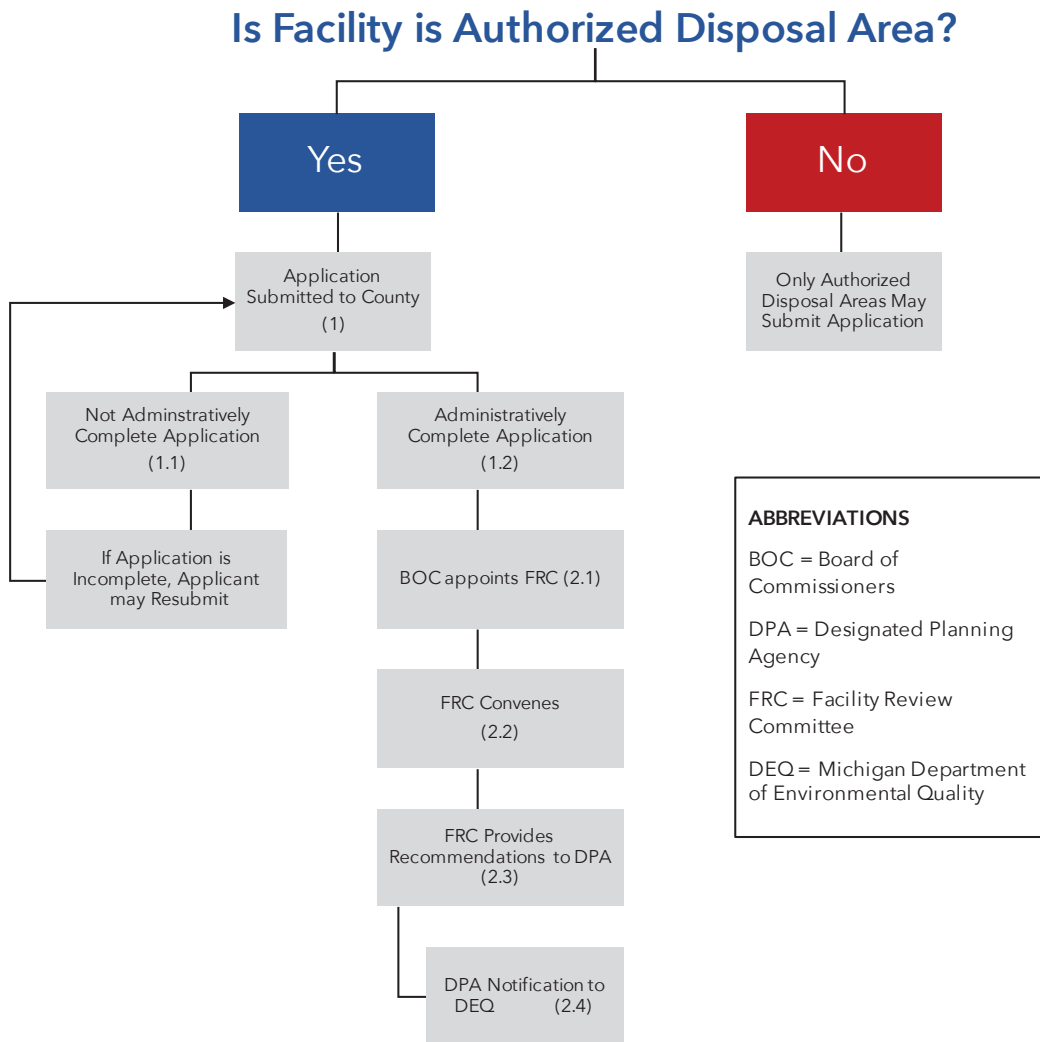 Is Facility is Authorized Disposal Area?
Yes
No
Application
Submitted to County
(1)
Only Authorized
Disposal Areas May
Submit Application
Not Adminstratively
Complete Application
(1.1)
Administratively
Complete Application
(1.2)
If Application is
Incomplete, Applicant
may Resubmit
BOC appoints FRC (2.1)
FRC Convenes
(2.2)
FRC Provides
Recommendations to DPA
(2.3)
DPA Notification to
DEQ (2.4)
ABBREVIATIONS
BOC = Board of
Commissioners
DPA = Designated Planning
Agency
FRC = Facility Review
Committee
DEQ = Michigan Department
of Environmental Quality